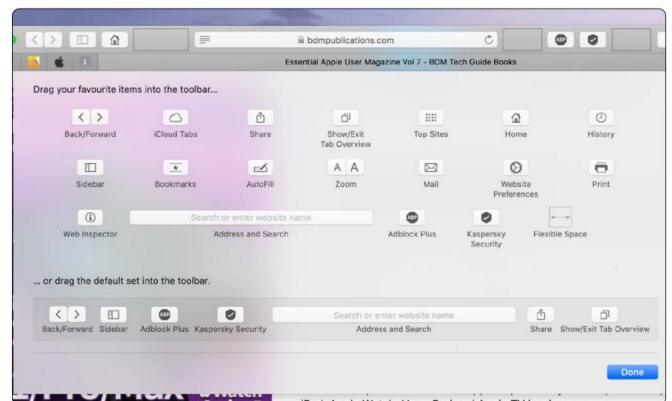 bdmpublications.com
ABP
Essential Apple User Magazine Vol 7 - BDM Tech Guide Books
Drag your favourite items into the toolbar...
Back/Forward iCloud Tabs Share Show/Exit Tab Overview Top Sites Home History
A A
Sidebar Bookmarks AutoFill Zoom Mail Website Preferences Print
Search or enter website name ABP
Web Inspector Address and Search Adblock Plus Kaspersky Security Flexible Space
... or drag the default set into the toolbar.
ABP Search or enter website name
Back/Forward Sidebar Adblock Plus Kaspersky Security Address and Search Share Show/Exit Tab Overview
Done